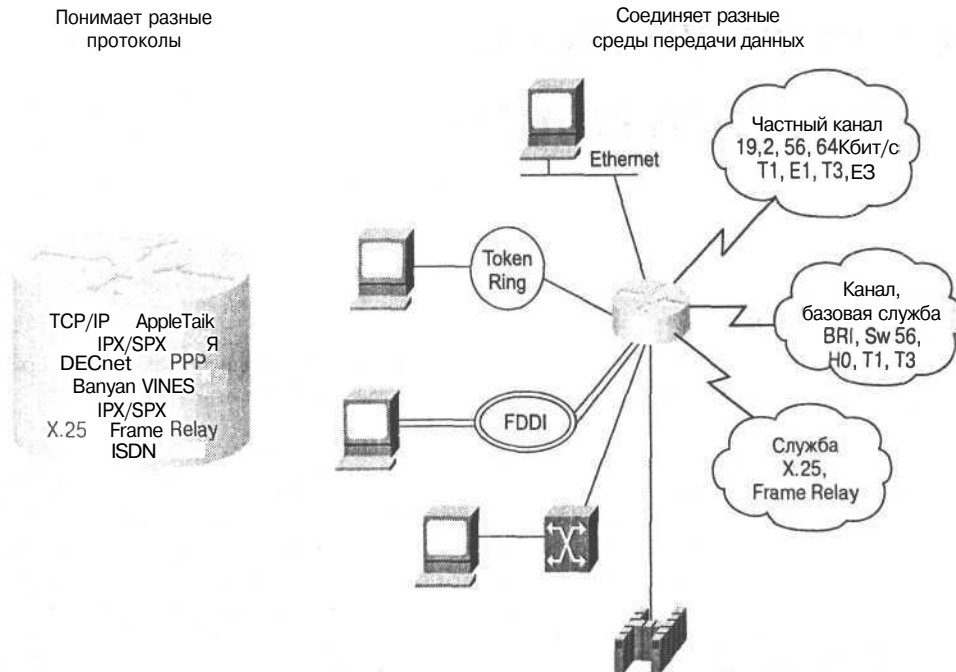 Понимает разные
протоколы
Соединяет разные
среды передачи данных
TCP/IP AppleTaik
IPX/SPX Я
DECnet PPP
Banyan VINES
IPX/SPX
X.25 Frame Relay
ISDN
Ethernet
Token
Ring
FDDI
Частный канал
19,2, 56, 64Кбит/с
T1, E1, T3,E3
Канал,
базовая служба
BRI, Sw 56,
H0, T1, T3
Служба
X.25,
Frame Relay